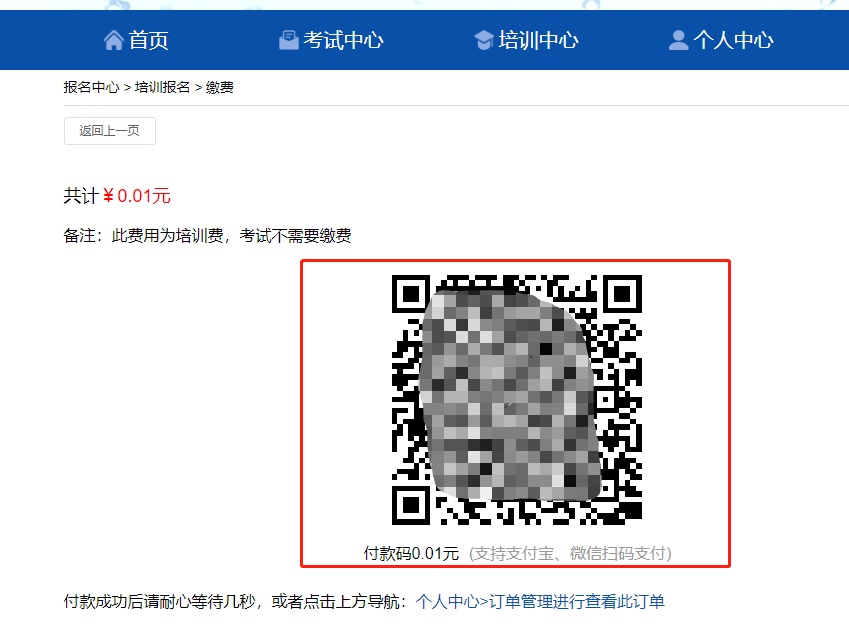 首页 考试中心 培训中心 个人中心
报名中心 > 培训报名 > 缴费
返回上一页
共计 ¥ 0.01元
备注：此费用为培训费，考试不需要缴费
付款码0.01元 (支持支付宝、微信扫码支付)
付款成功后请耐心等待几秒，或者点击上方导航：个人中心>订单管理进行查看此订单